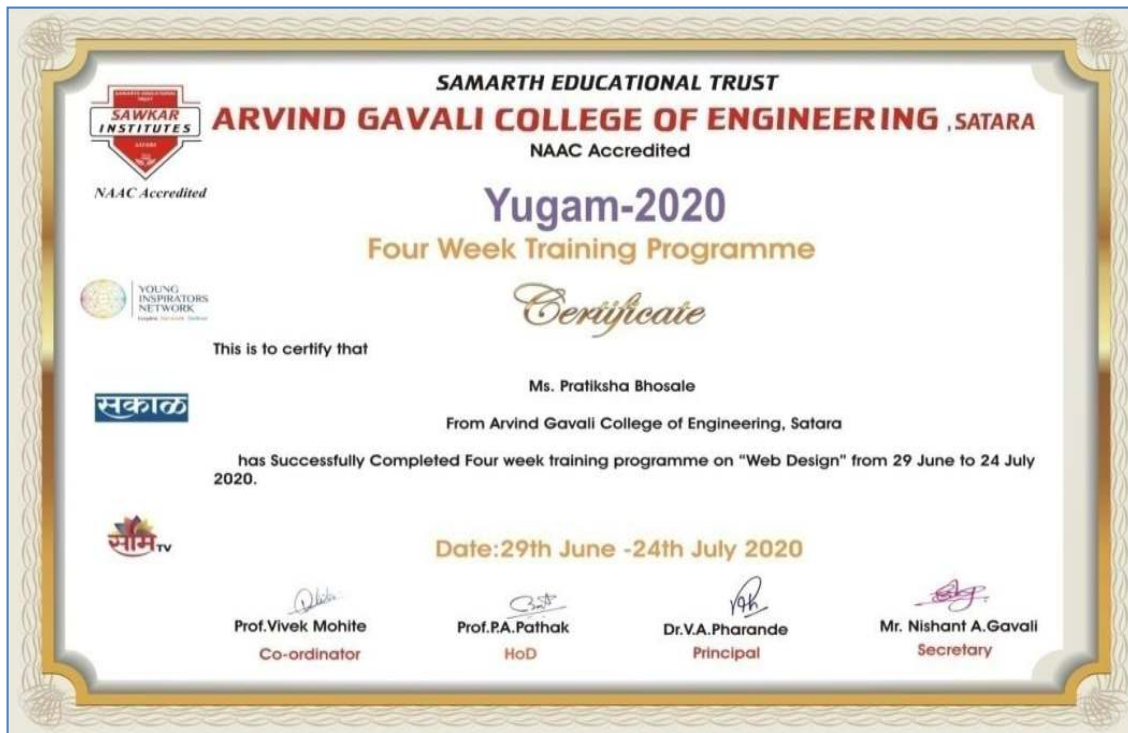 SAMARTH EDUCATIONAL TRUST
SAMARTH EDUCATIONAL
TRUST
SAWKAR
INSTITUTES
SATARA
NAAC Accredited
ARVIND GAVALI COLLEGE OF ENGINEERING ,SATARA
NAAC Accredited
Yugam-2020
Four Week Training Programme
YOUNG
INSPIRATORS
NETWORK
Certificate
This is to certify that
Ms. Pratiksha Bhosale
सकाळ
From Arvind Gavali College of Engineering, Satara
has Successfully Completed Four week training programme on "Web Design" from 29 June to 24 July
2020.
साम TV
Date:29th June -24th July 2020
Prof.Vivek Mohite
Co-ordinator
Prof.P.A.Pathak
HoD
Dr.V.A.Pharande
Principal
Mr. Nishant A.Gavali
Secretary